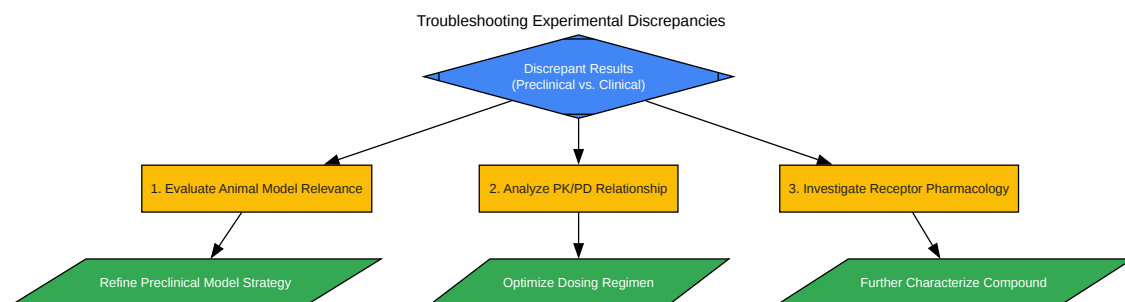 Troubleshooting Experimental Discrepancies
Discrepant Results
(Preclinical vs. Clinical)
1. Evaluate Animal Model Relevance
2. Analyze PK/PD Relationship
3. Investigate Receptor Pharmacology
Refine Preclinical Model Strategy
Optimize Dosing Regimen
Further Characterize Compound